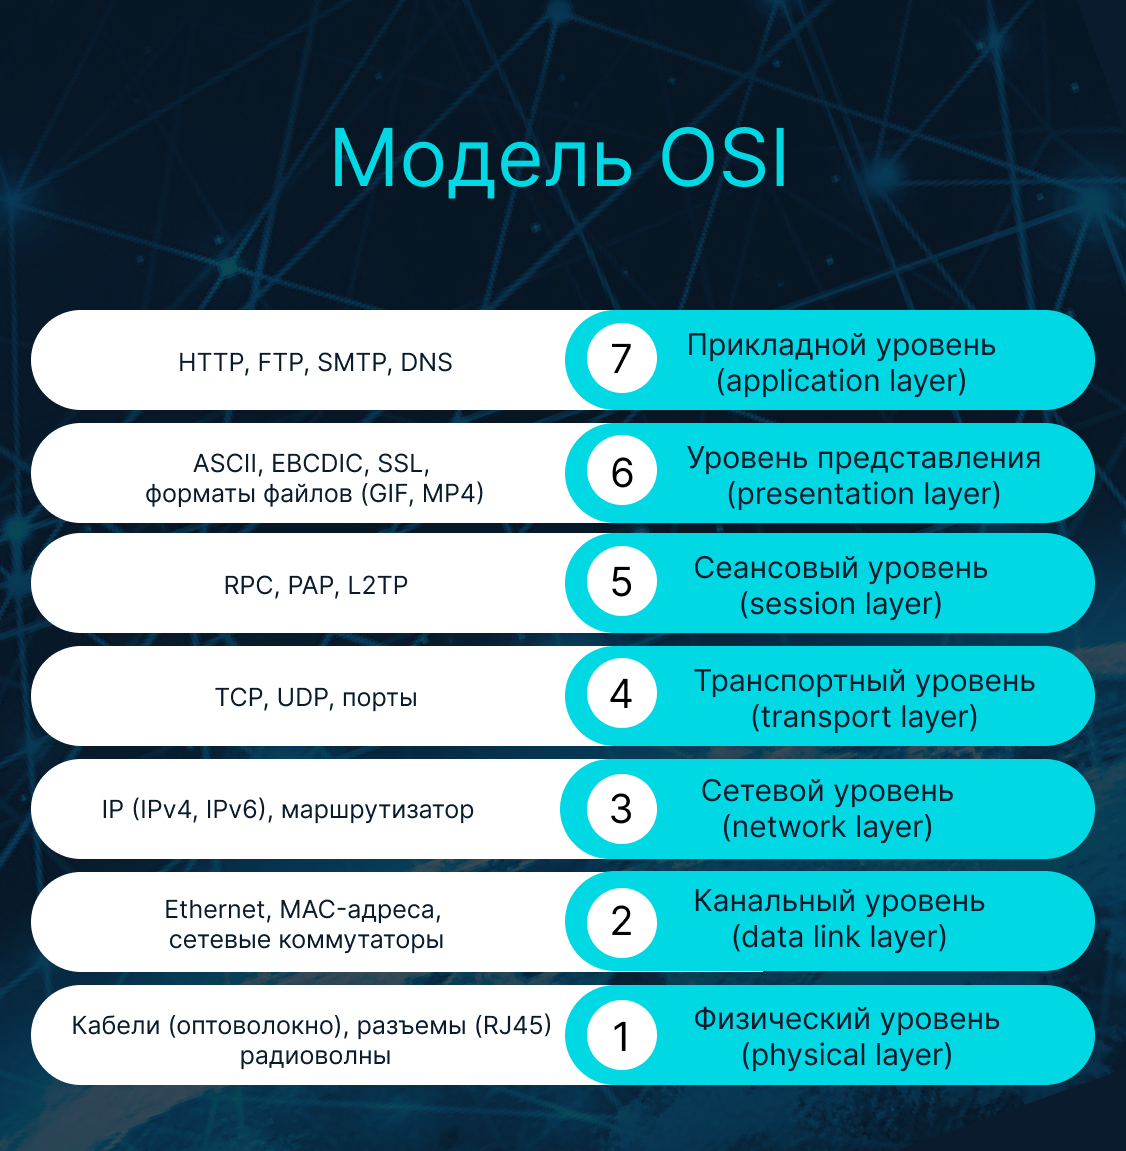 Модель OSI
HTTP, FTP, SMTP, DNS
7
Прикладной уровень
(application layer)
ASCII, EBCDIC, SSL,
форматы файлов (GIF, MP4)
6
Уровень представления
(presentation layer)
RPC, PAP, L2TP
5
Сеансовый уровень
(session layer)
TCP, UDP, порты
4
Транспортный уровень
(transport layer)
IP (IPv4, IPv6), маршрутизатор
3
Сетевой уровень
(network layer)
Ethernet, MAC-адреса,
сетевые коммутаторы
2
Канальный уровень
(data link layer)
Кабели (оптоволокно), разъемы (RJ45)
радиоволны
1
Физический уровень
(physical layer)